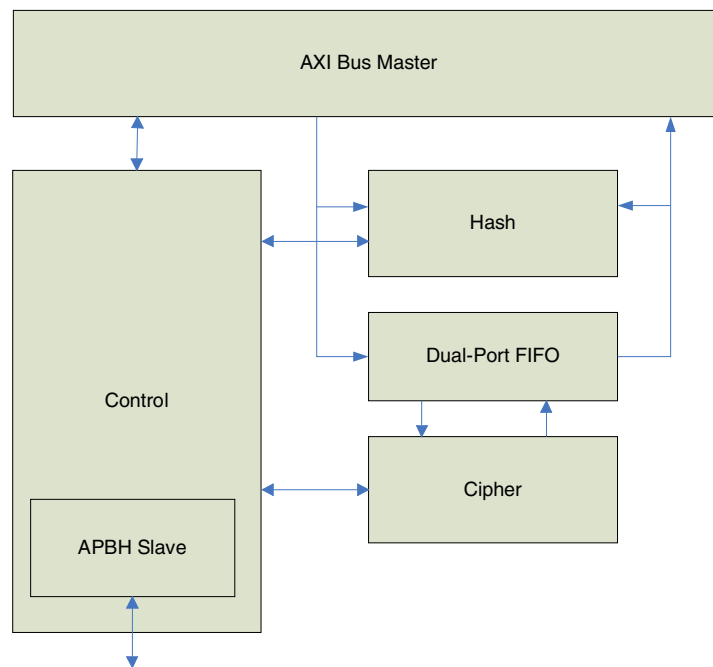 AXI Bus Master
Hash
Dual-Port FIFO
Control
Cipher
APBH Slave